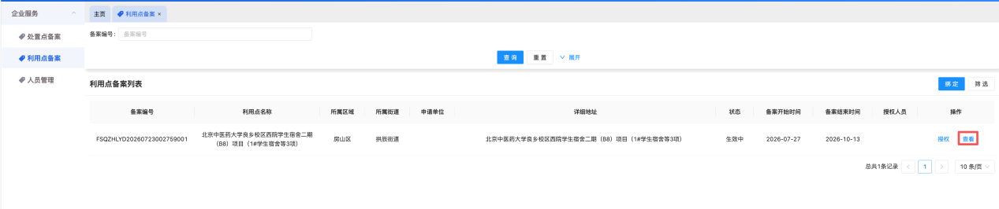 企业服务
主页 利用点备案 ×
处置点备案
利用点备案
人员管理
备案编号: 备案编号
查询 重置 展开
利用点备案列表
绑定 筛选
备案编号 利用点名称 所属区域 所属街道 申请单位 详细地址 状态 备案开始时间 备案结束时间 授权人员 操作
FSQZHLYD20260723002759001 北京中医药大学良乡校区西院学生宿舍二期(B8)项目(1#学生宿舍等3项) 房山区 拱辰街道 北京中医药大学良乡校区西院学生宿舍二期(B8)项目(1#学生宿舍等3项) 生效中 2026-07-27 2026-10-13 授权 查看
总共1条记录 < 1 > 10 条/页